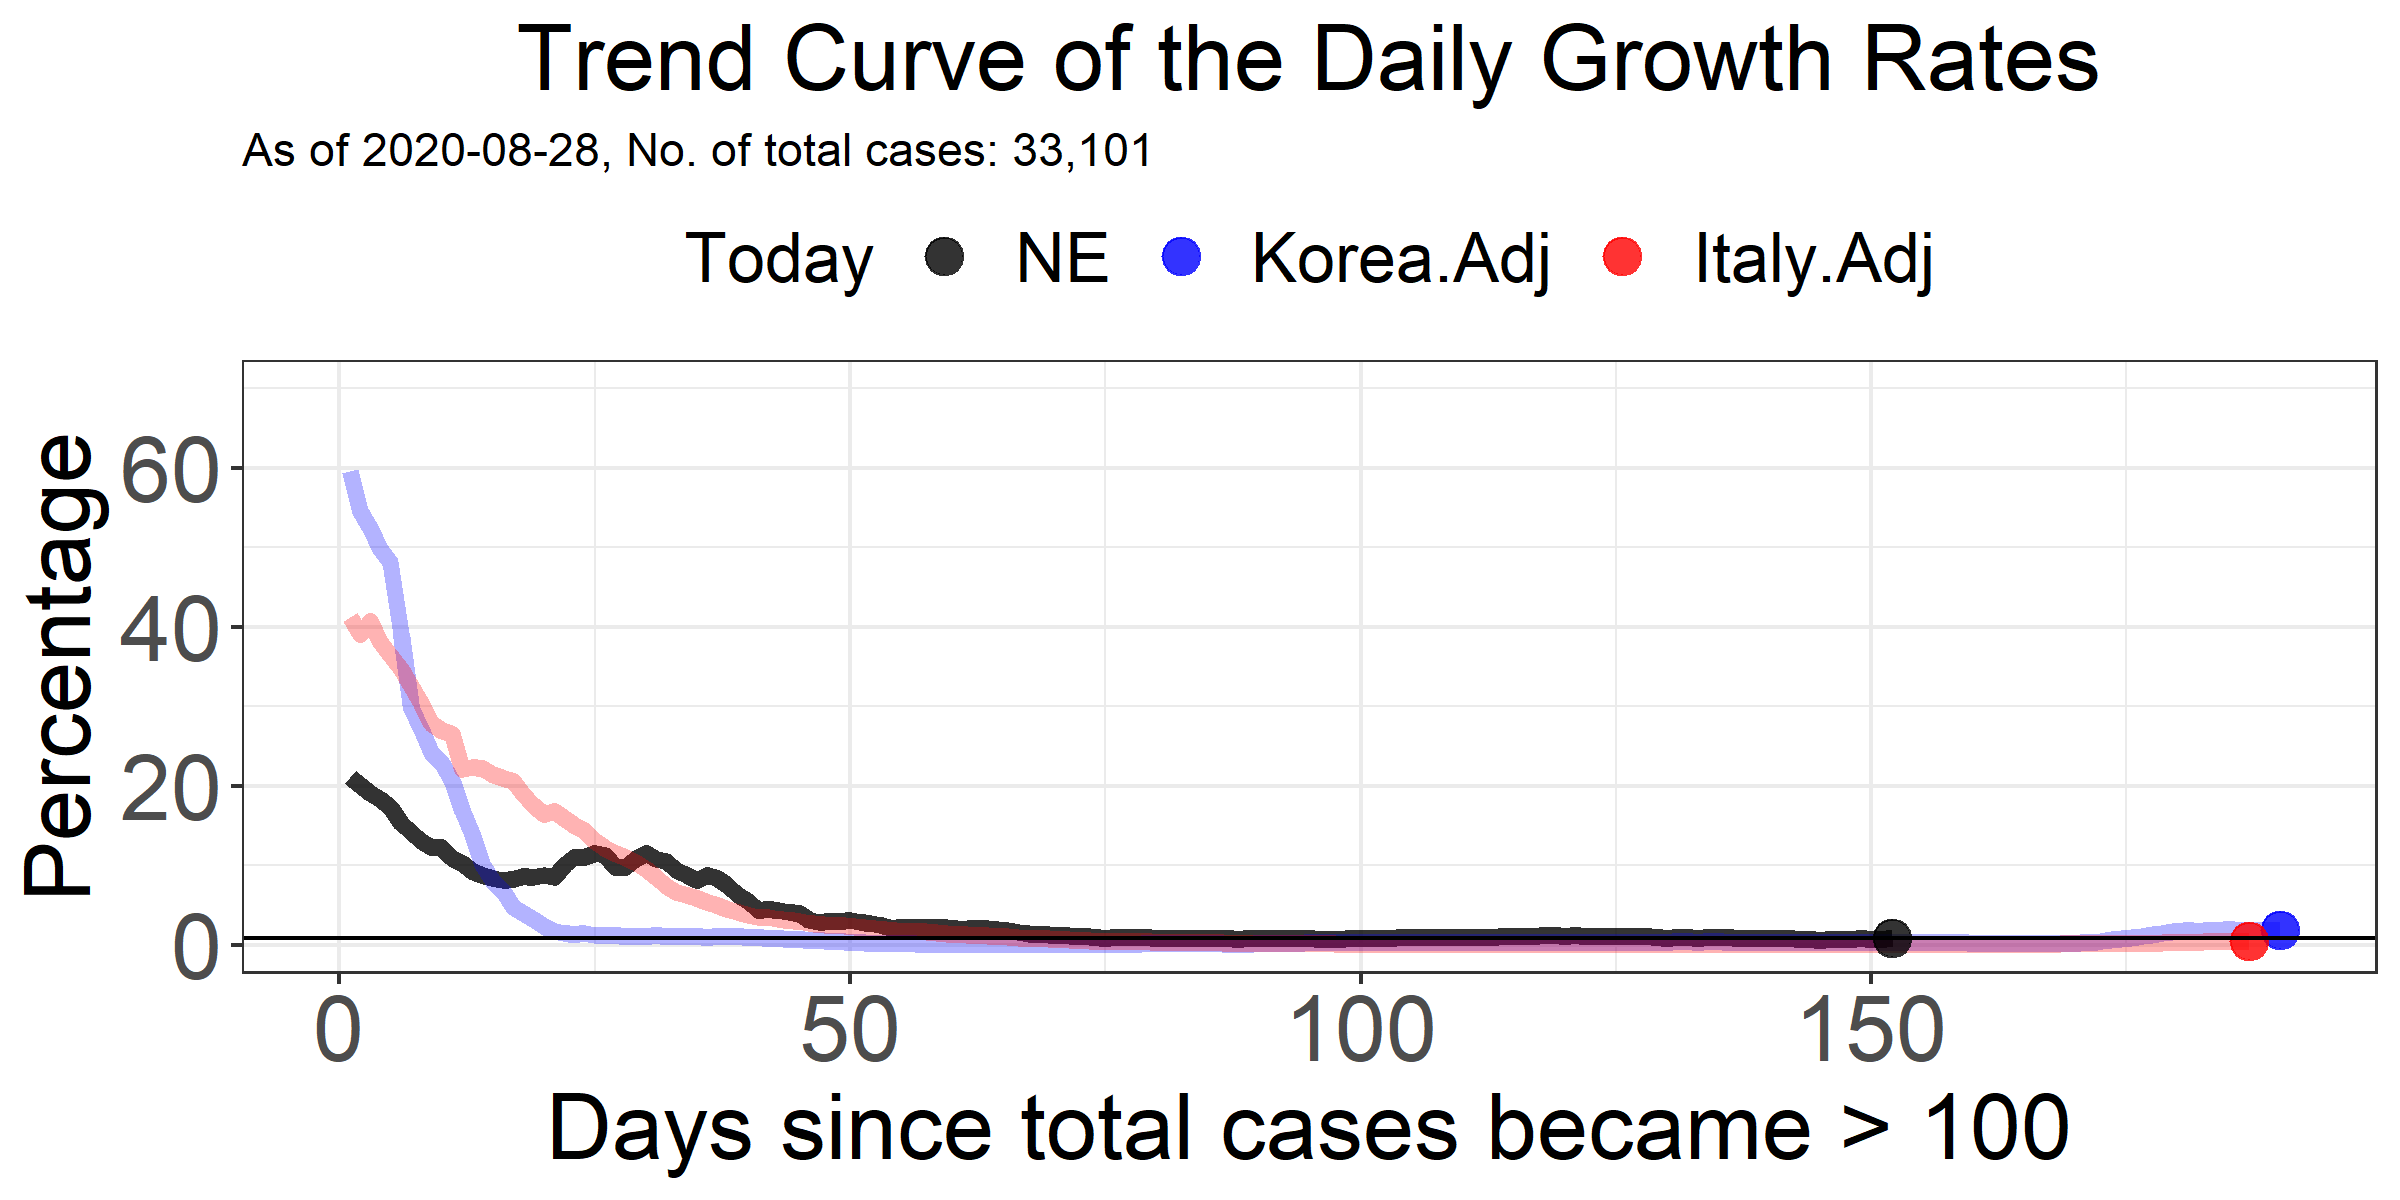 Trend Curve of the Daily Growth Rates
As of 2020-08-28, No. of total cases: 33,101
Today NE Korea.Adj Italy.Adj
Percentage
60
40
20
0
0 50 100 150
Days since total cases became > 100